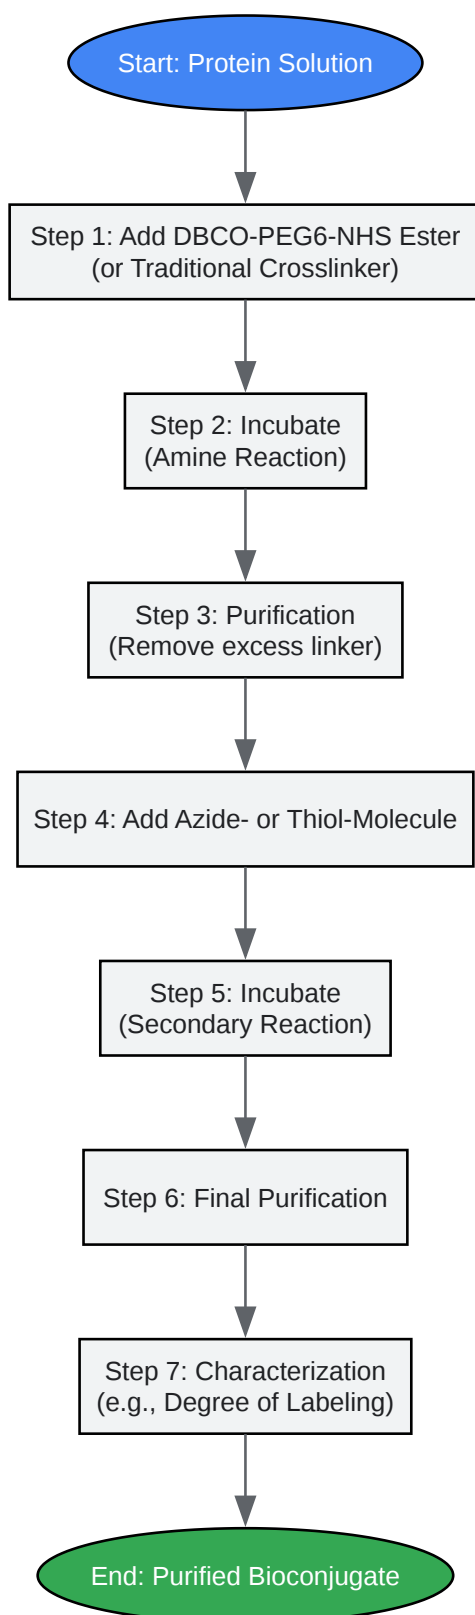 Start: Protein Solution
Step 1: Add DBCO-PEG6-NHS Ester
(or Traditional Crosslinker)
Step 2: Incubate
(Amine Reaction)
Step 3: Purification
(Remove excess linker)
Step 4: Add Azide- or Thiol-Molecule
Step 5: Incubate
(Secondary Reaction)
Step 6: Final Purification
Step 7: Characterization
(e.g., Degree of Labeling)
End: Purified Bioconjugate